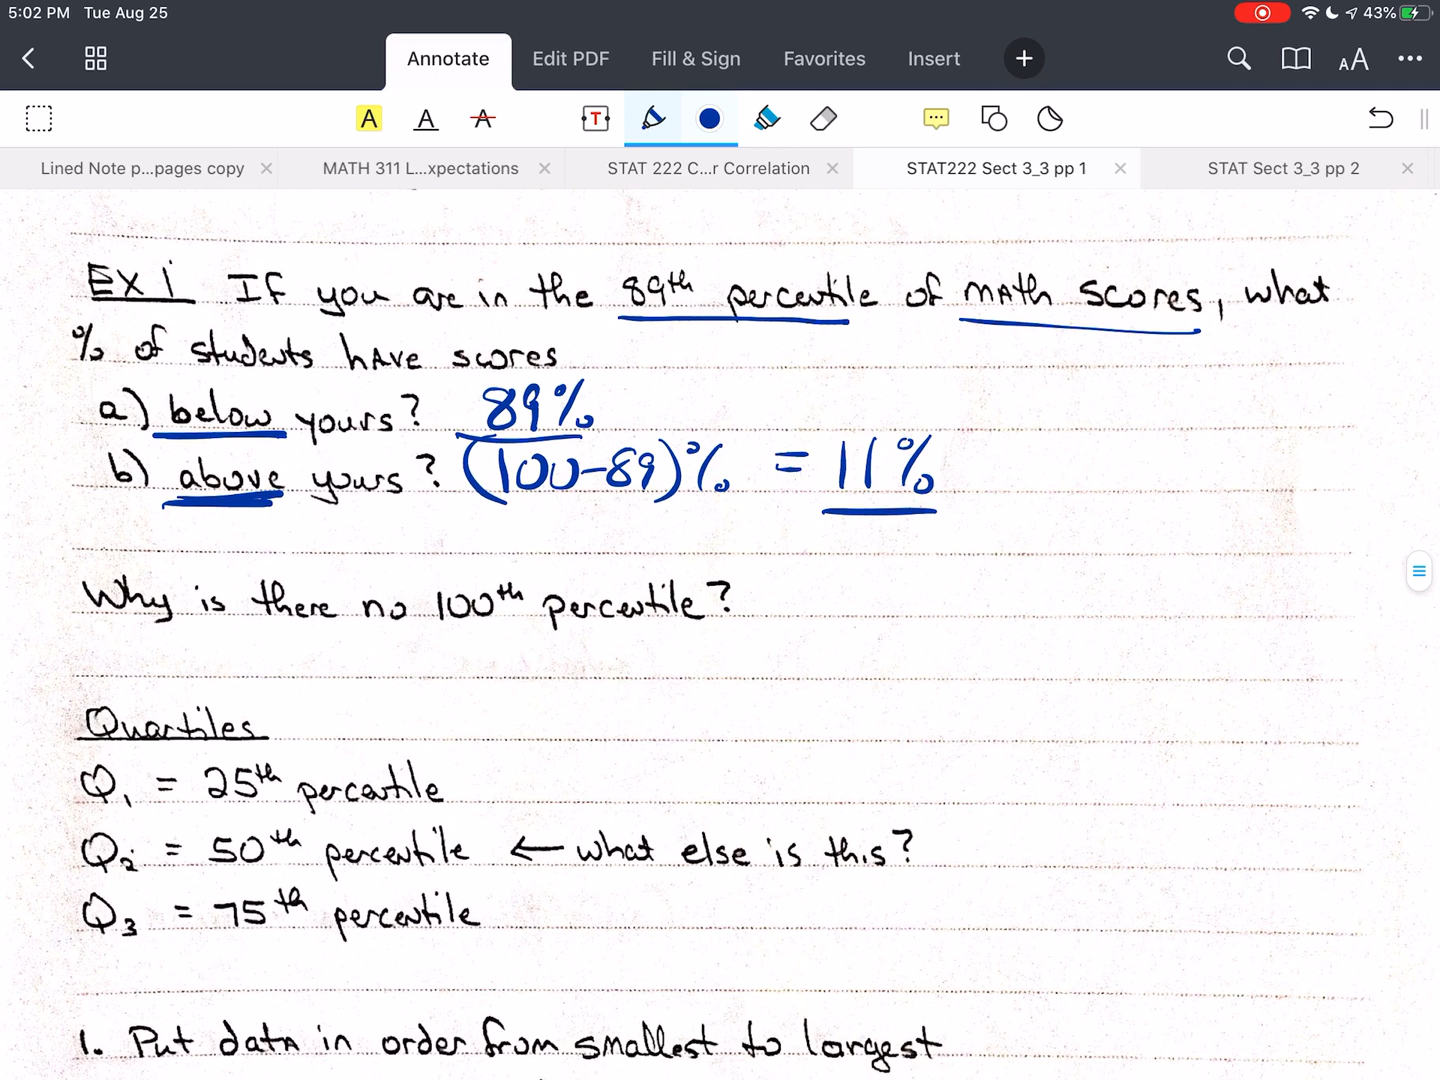 5:02 PM Tue Aug 25
43%
Annotate Edit PDF Fill & Sign Favorites Insert +
AA
A A A T
Lined Note p...pages copy × MATH 311 L...xpectations × STAT 222 C...r Correlation × STAT222 Sect 3_3 pp 1 × STAT Sect 3_3 pp 2 ×
Ex 1 If you are in the 89th percentile of math scores, what
% of students have scores
a) below yours? 89%
b) above yours? (100-89)% = 11%
Why is there no 100th percentile?
Quartiles
Q1 = 25th percentile
Q2 = 50th percentile ← what else is this?
Q3 = 75th percentile
1. Put data in order from smallest to largest